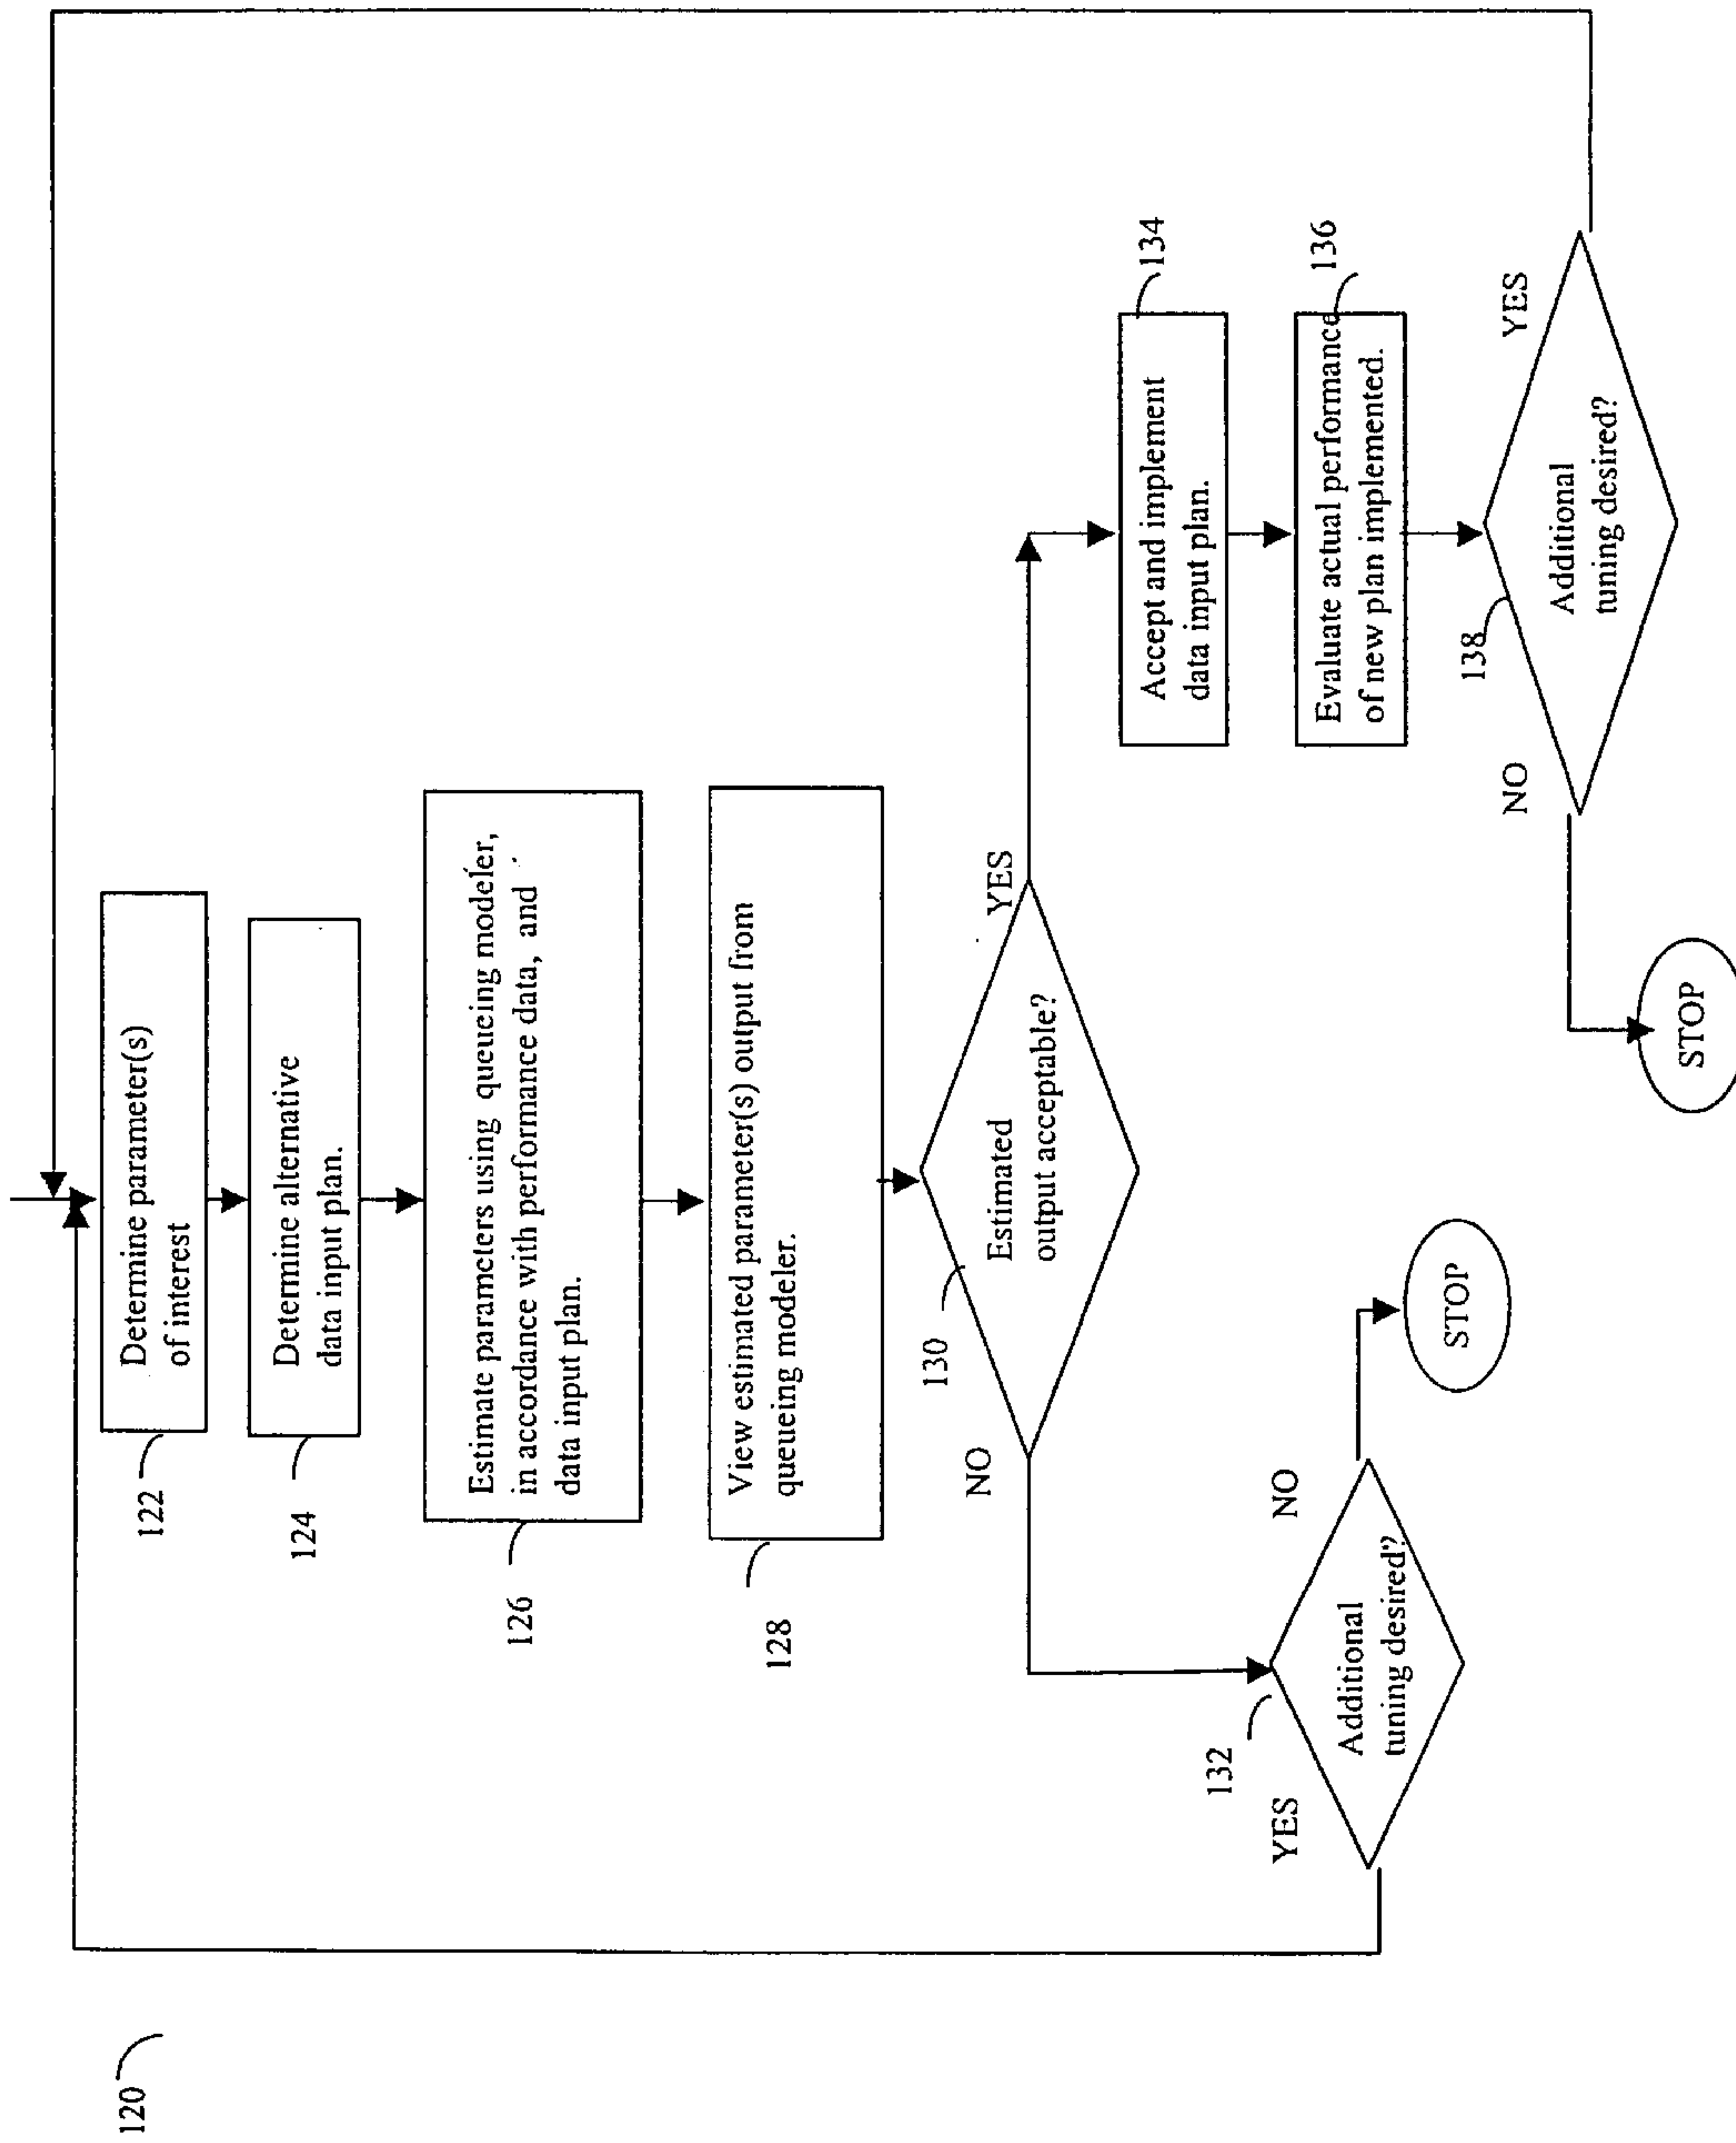 120
122
Determine parameter(s)
of interest
124
Determine alternative
data input plan.
126
Estimate parameters using queueing modeler,
in accordance with performance data, and
data input plan.
128
View estimated parameter(s) output from
queueing modeler.
130
Estimated
output acceptable?
NO
YES
132
Additional
tuning desired?
YES
NO
STOP
134
Accept and implement
data input plan.
136
Evaluate actual performance
of new plan implemented.
138
Additional
tuning desired?
NO
YES
STOP